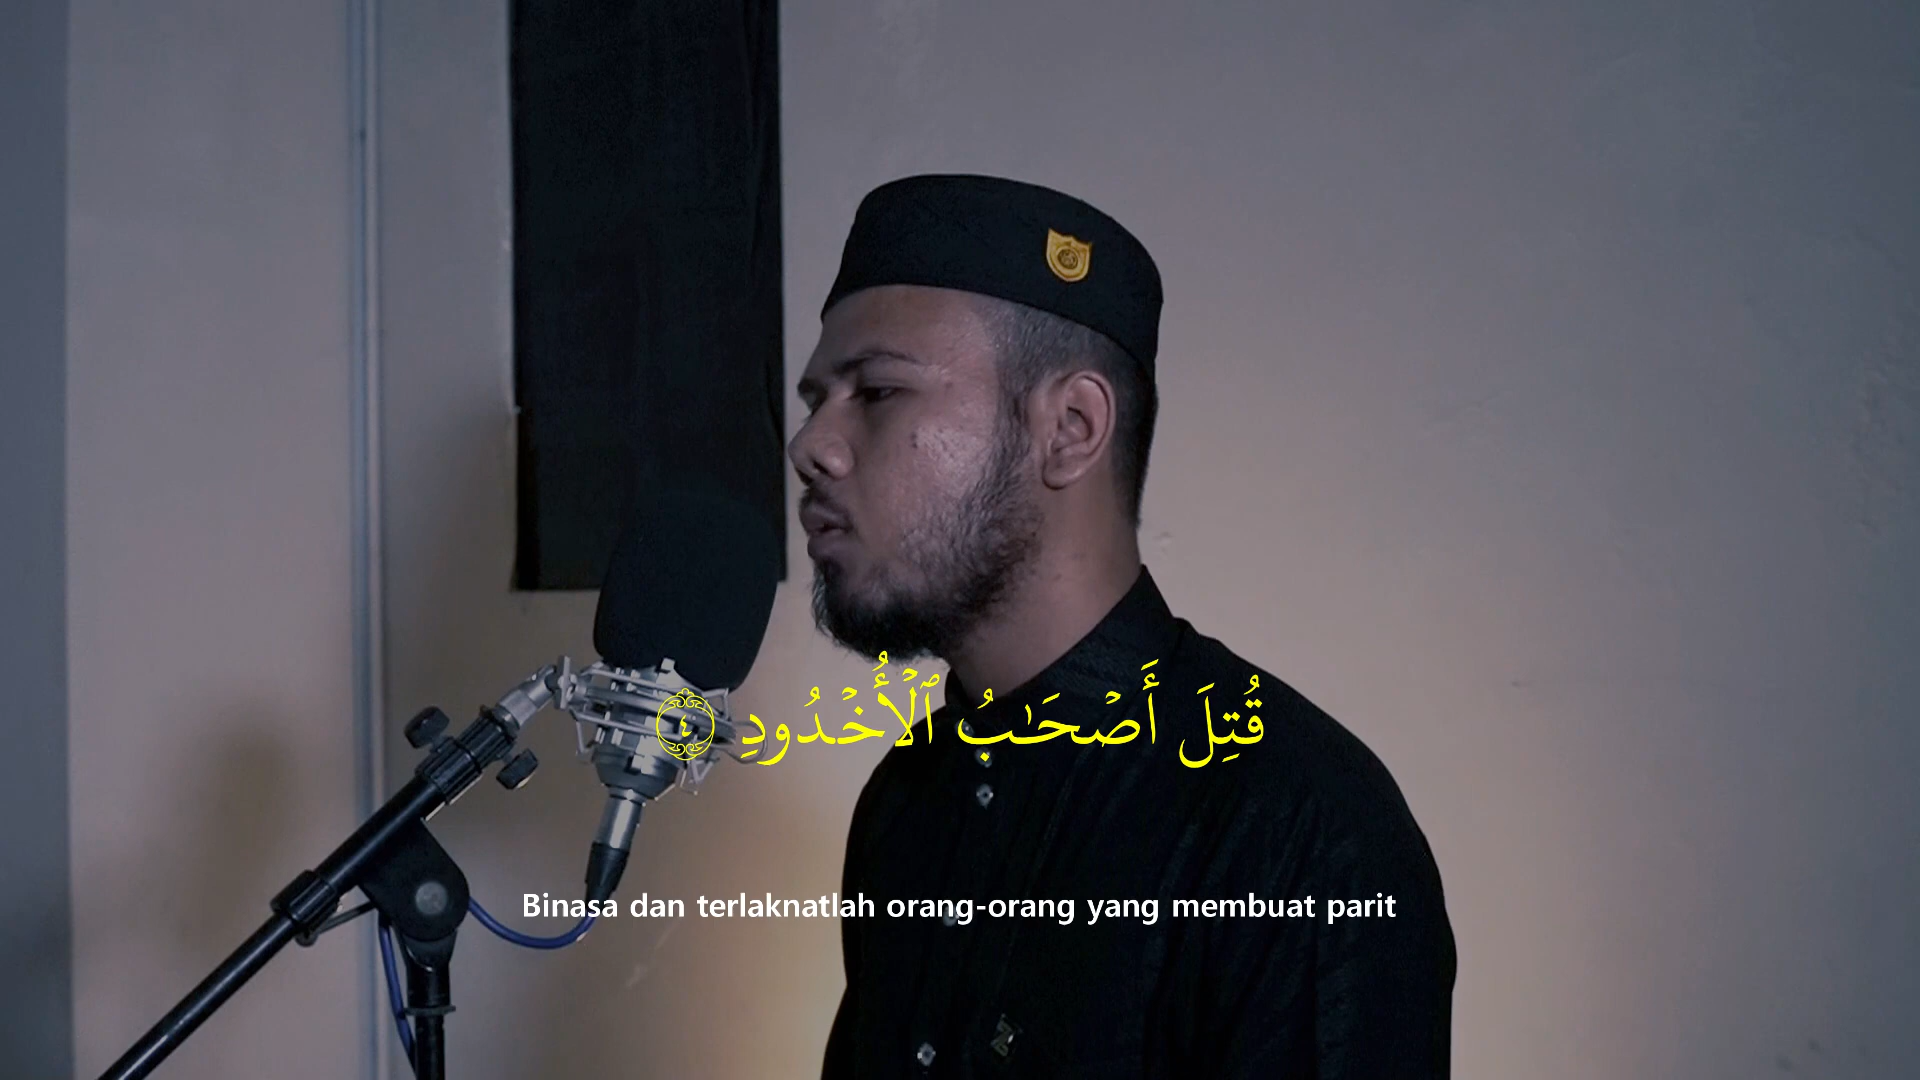 قُتِلَ أَصْحَـٰبُ ٱلْأُخْدُودِ ٤
Binasa dan terlaknatlah orang-orang yang membuat parit